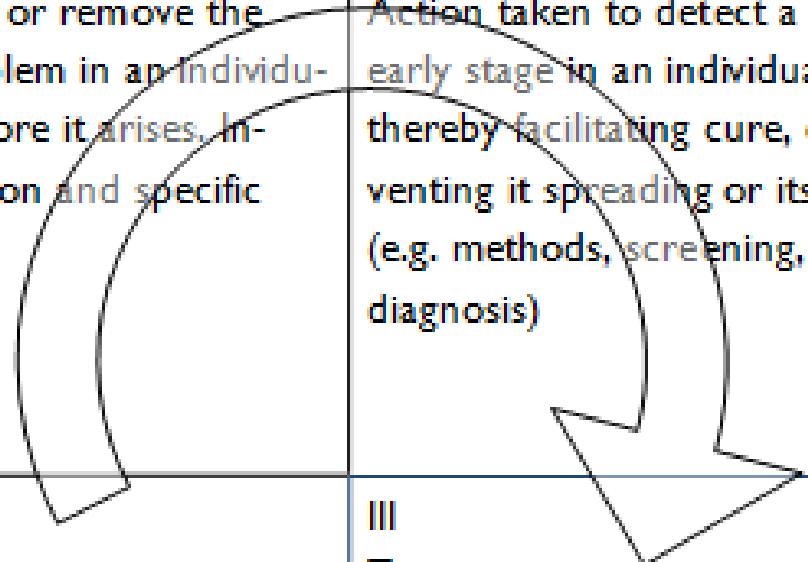 or remove the
lem in an individu-
ore it arises. In-
on and specific
Action taken to detect a
early stage in an individua
thereby facilitating cure,
venting it spreading or its
(e.g. methods, screening,
diagnosis)
III